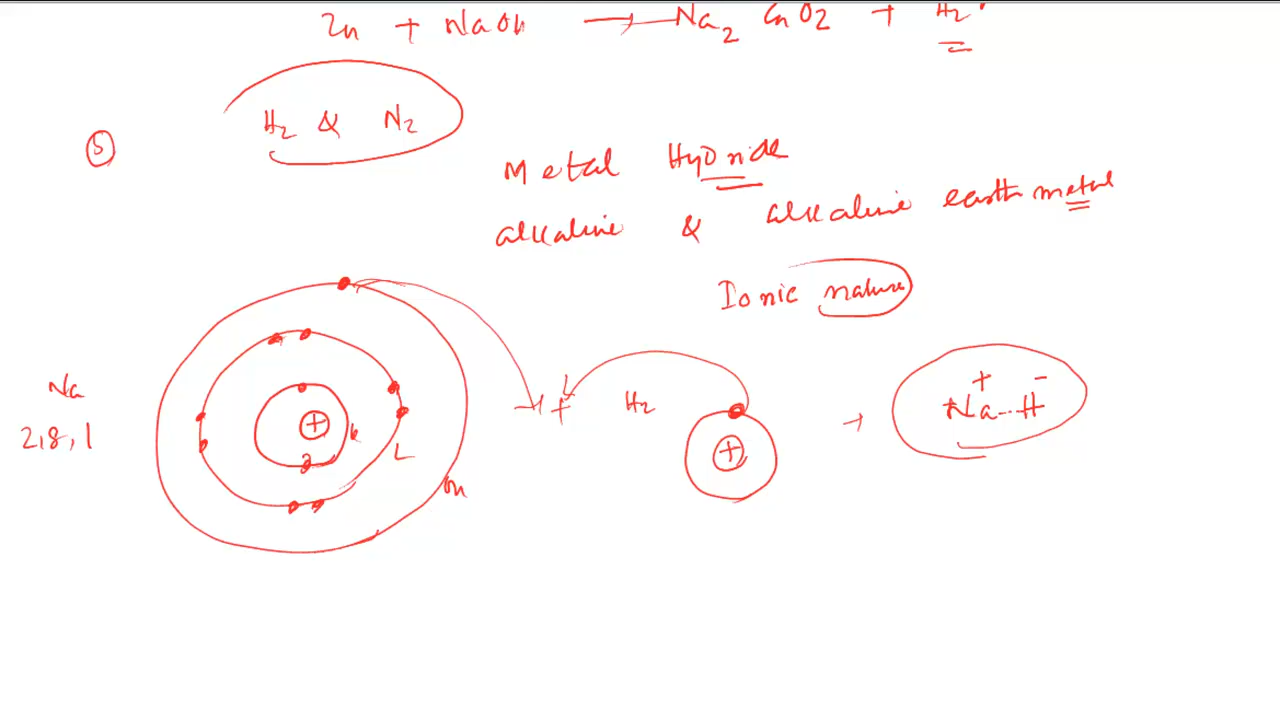 Zn + NaOH → Na2 ZnO2 + H2
H2 & N2
5
Metal Hydride
alkaline & alkaline earth metal
Ionic nature
Na
2,8,1
+
K
L
M
+ H2
+
→ Na+...H-